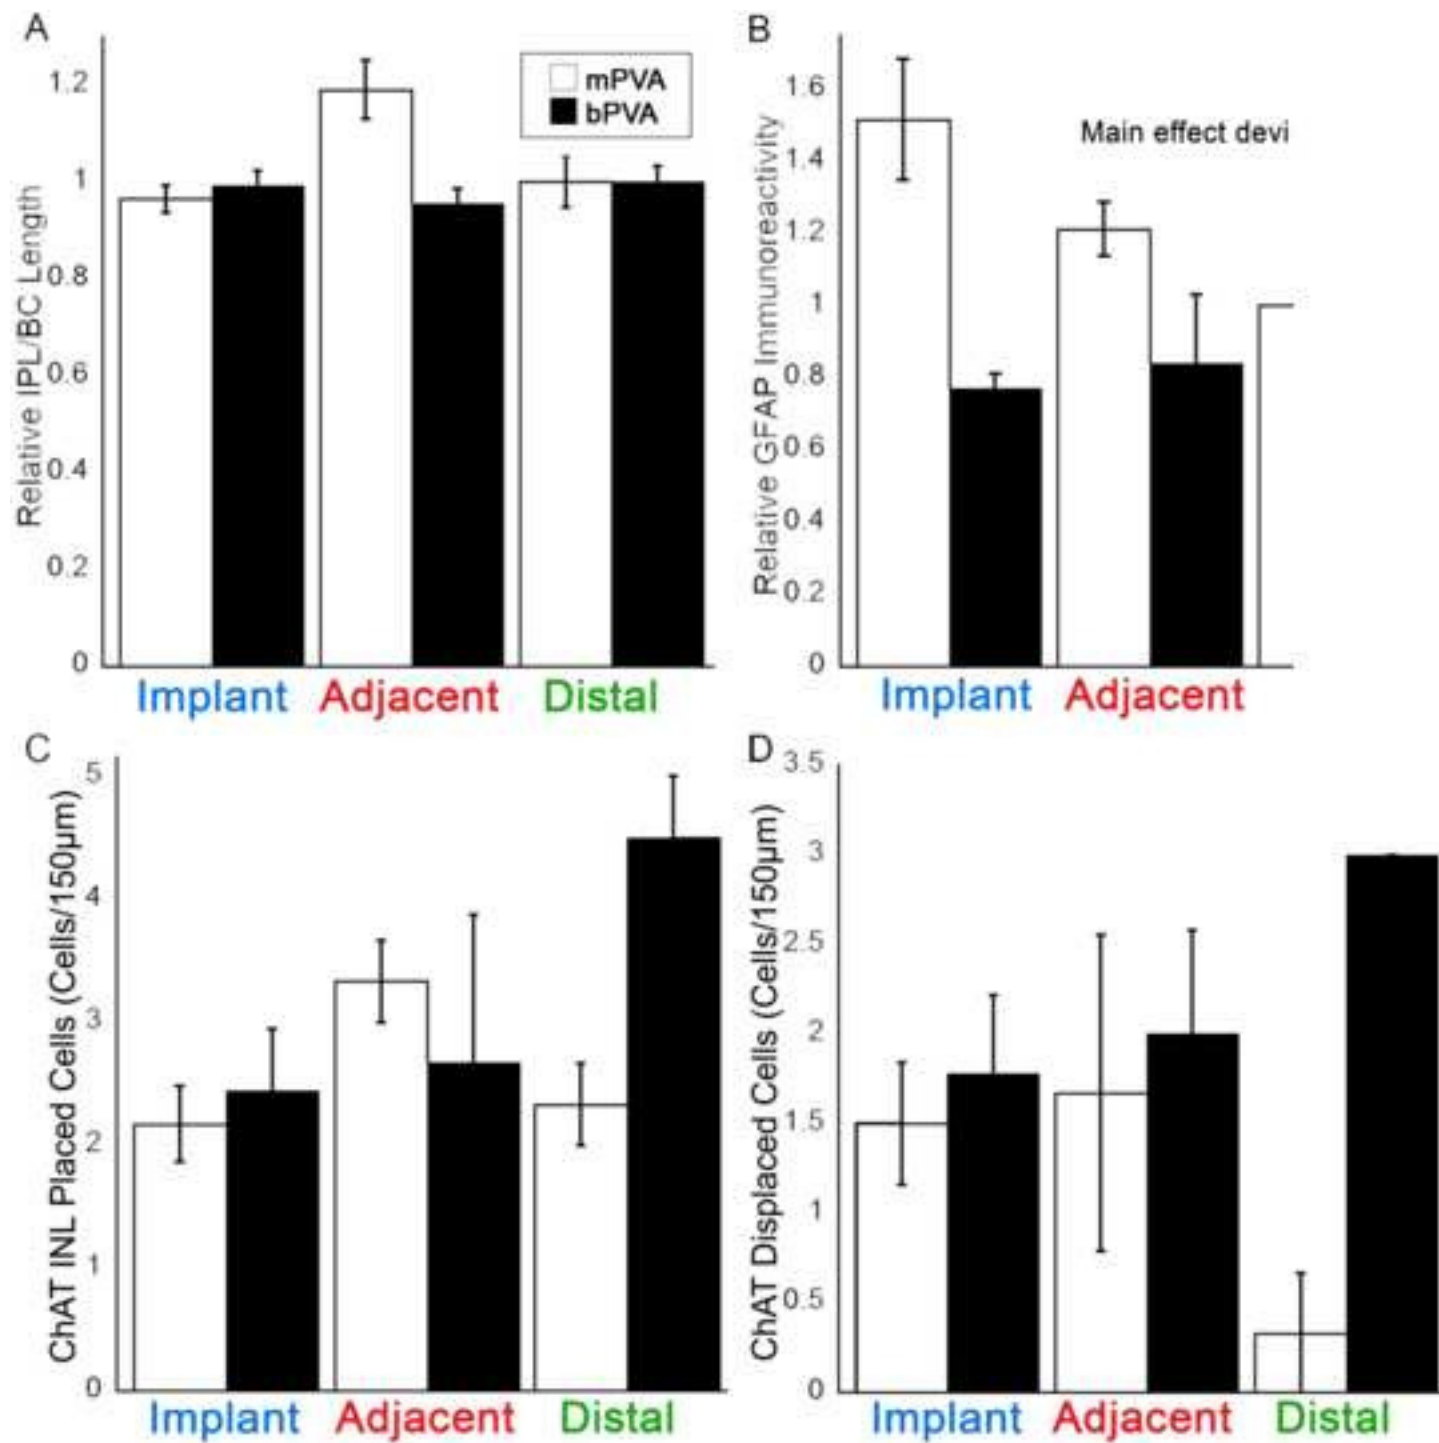 A
Relative IPL/BC Length
1.2
1
0.8
0.6
0.4
0.2
0
mPVA
bPVA
Implant Adjacent Distal
B
Relative GFAP Immunoreactivity
1.6
1.4
1.2
1
0.8
0.6
0.4
0.2
0
Main effect devi
Implant Adjacent
C
ChAT INL Placed Cells (Cells/150µm)
5
4
3
2
1
0
Implant Adjacent Distal
D
ChAT Displaced Cells (Cells/150µm)
3.5
3
2.5
2
1.5
1
0.5
0
Implant Adjacent Distal